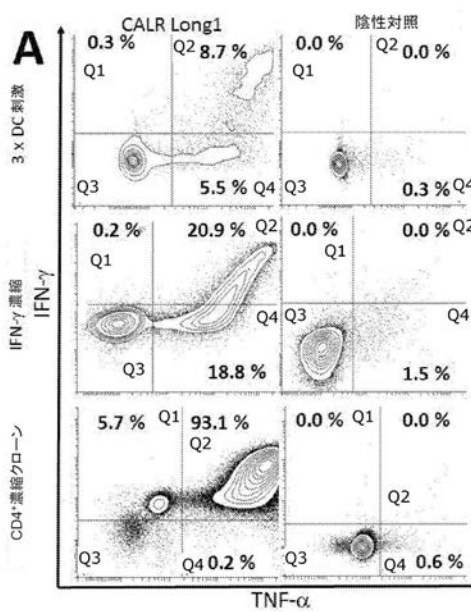 A
CALR Long1
陰性対照
3 x DC 刺激
0.3 %
Q2
8.7 %
0.0 %
0.0 %
Q1
Q1
Q2
Q3
5.5 %
Q4
Q3
Q4
0.3 %
IFN-γ 濃縮
IFN-γ
0.2 %
20.9 %
Q2
0.0 %
0.0 %
Q2
Q1
Q1
Q4
Q3
Q4
Q3
18.8 %
1.5 %
CD4⁺濃縮クローン
5.7 %
Q1
93.1 %
Q2
0.0 %
Q1
0.0 %
Q2
Q3
Q4
0.2 %
Q3
Q4
0.6 %
TNF-α